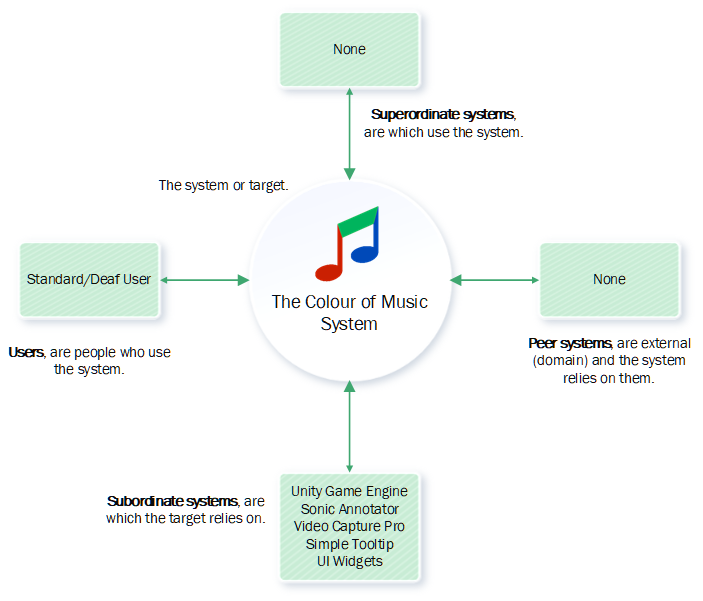 None
Superordinate systems,
are which use the system.
The system or target.
Standard/Deaf User
The Colour of Music
System
None
Users, are people who use
the system.
Peer systems, are external
(domain) and the system
relies on them.
Subordinate systems, are
which the target relies on.
Unity Game Engine
Sonic Annotator
Video Capture Pro
Simple Tooltip
UI Widgets